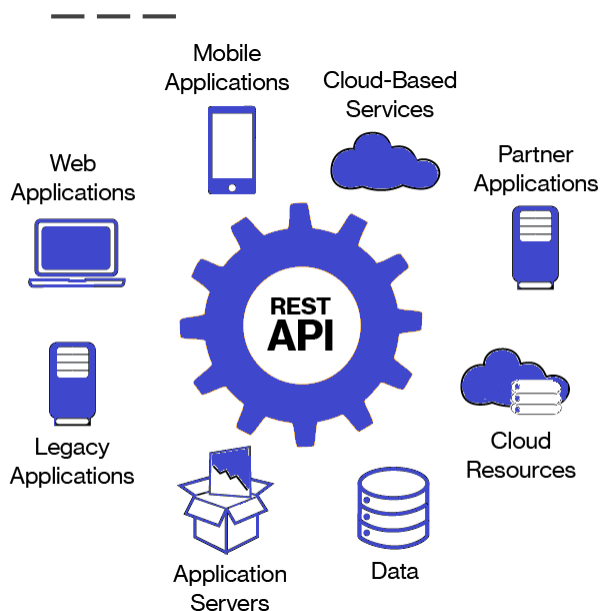 Mobile
Applications
Cloud-Based
Services
Web
Applications
Partner
Applications
REST
API
Legacy
Applications
Cloud
Resources
Application
Servers
Data